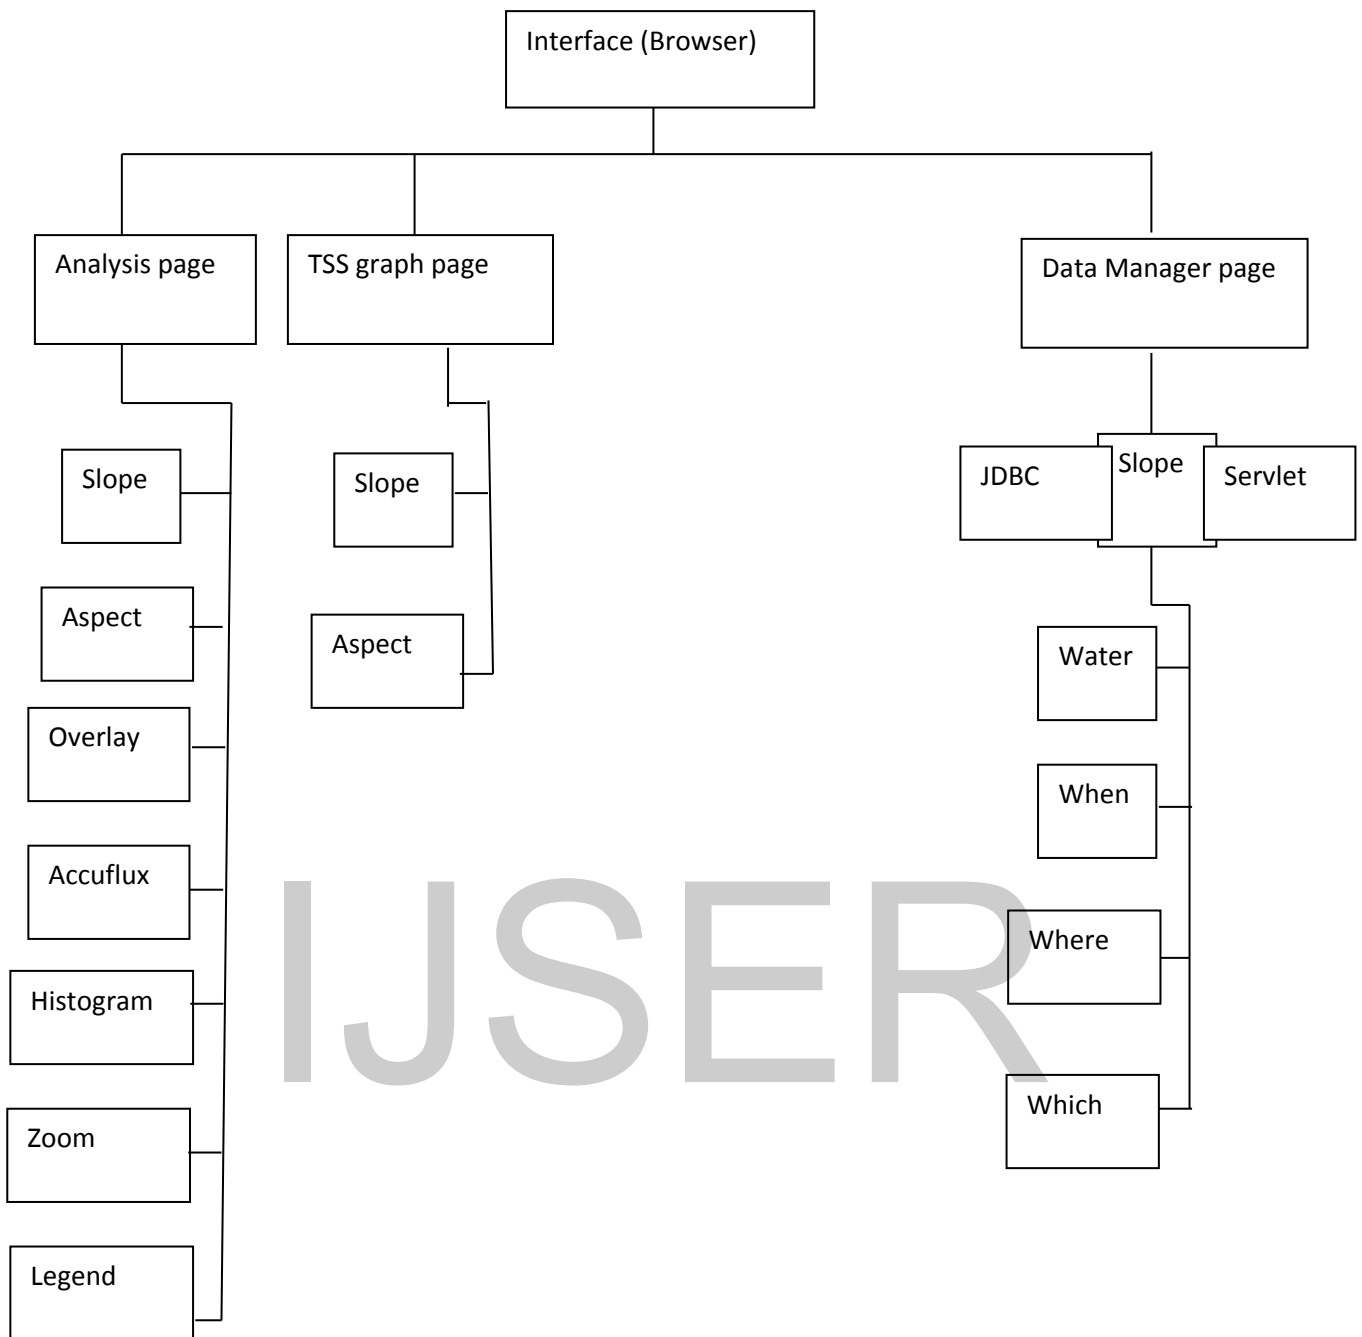 Interface (Browser)
Analysis page
TSS graph page
Data Manager page
Slope
Aspect
Overlay
Accuflux
Histogram
Zoom
Legend
Slope
Aspect
JDBC
Slope
Servlet
Water
When
Where
Which
IJSER